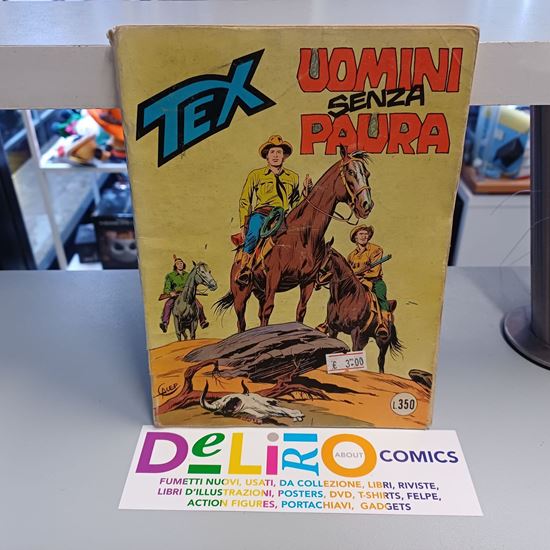 TEX
UOMINI
SENZA
PAURA
GALEP
€ 3.00
L.350
DeLiRiO ABOUT COMICS
FUMETTI NUOVI, USATI, DA COLLEZIONE, LIBRI, RIVISTE,
LIBRI D'ILLUSTRAZIONI, POSTERS, DVD, T-SHIRTS, FELPE,
ACTION FIGURES, PORTACHIAVI, GADGETS